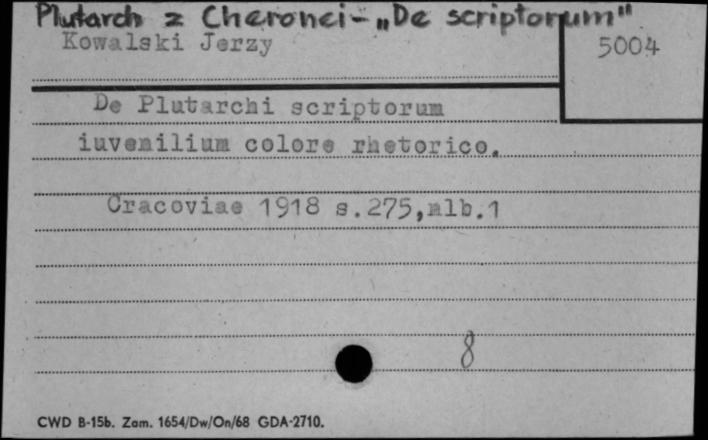 Plutarch z Cheronei - „De scriptorum"
Kowalski Jerzy
5004
De Plutarchi scriptorum
iuvenilium colore rhetorico.
Cracoviae 1918 s.275,nlb.1
8
CWD B-15b. Zam. 1654/Dw/On/68 GDA-2710.